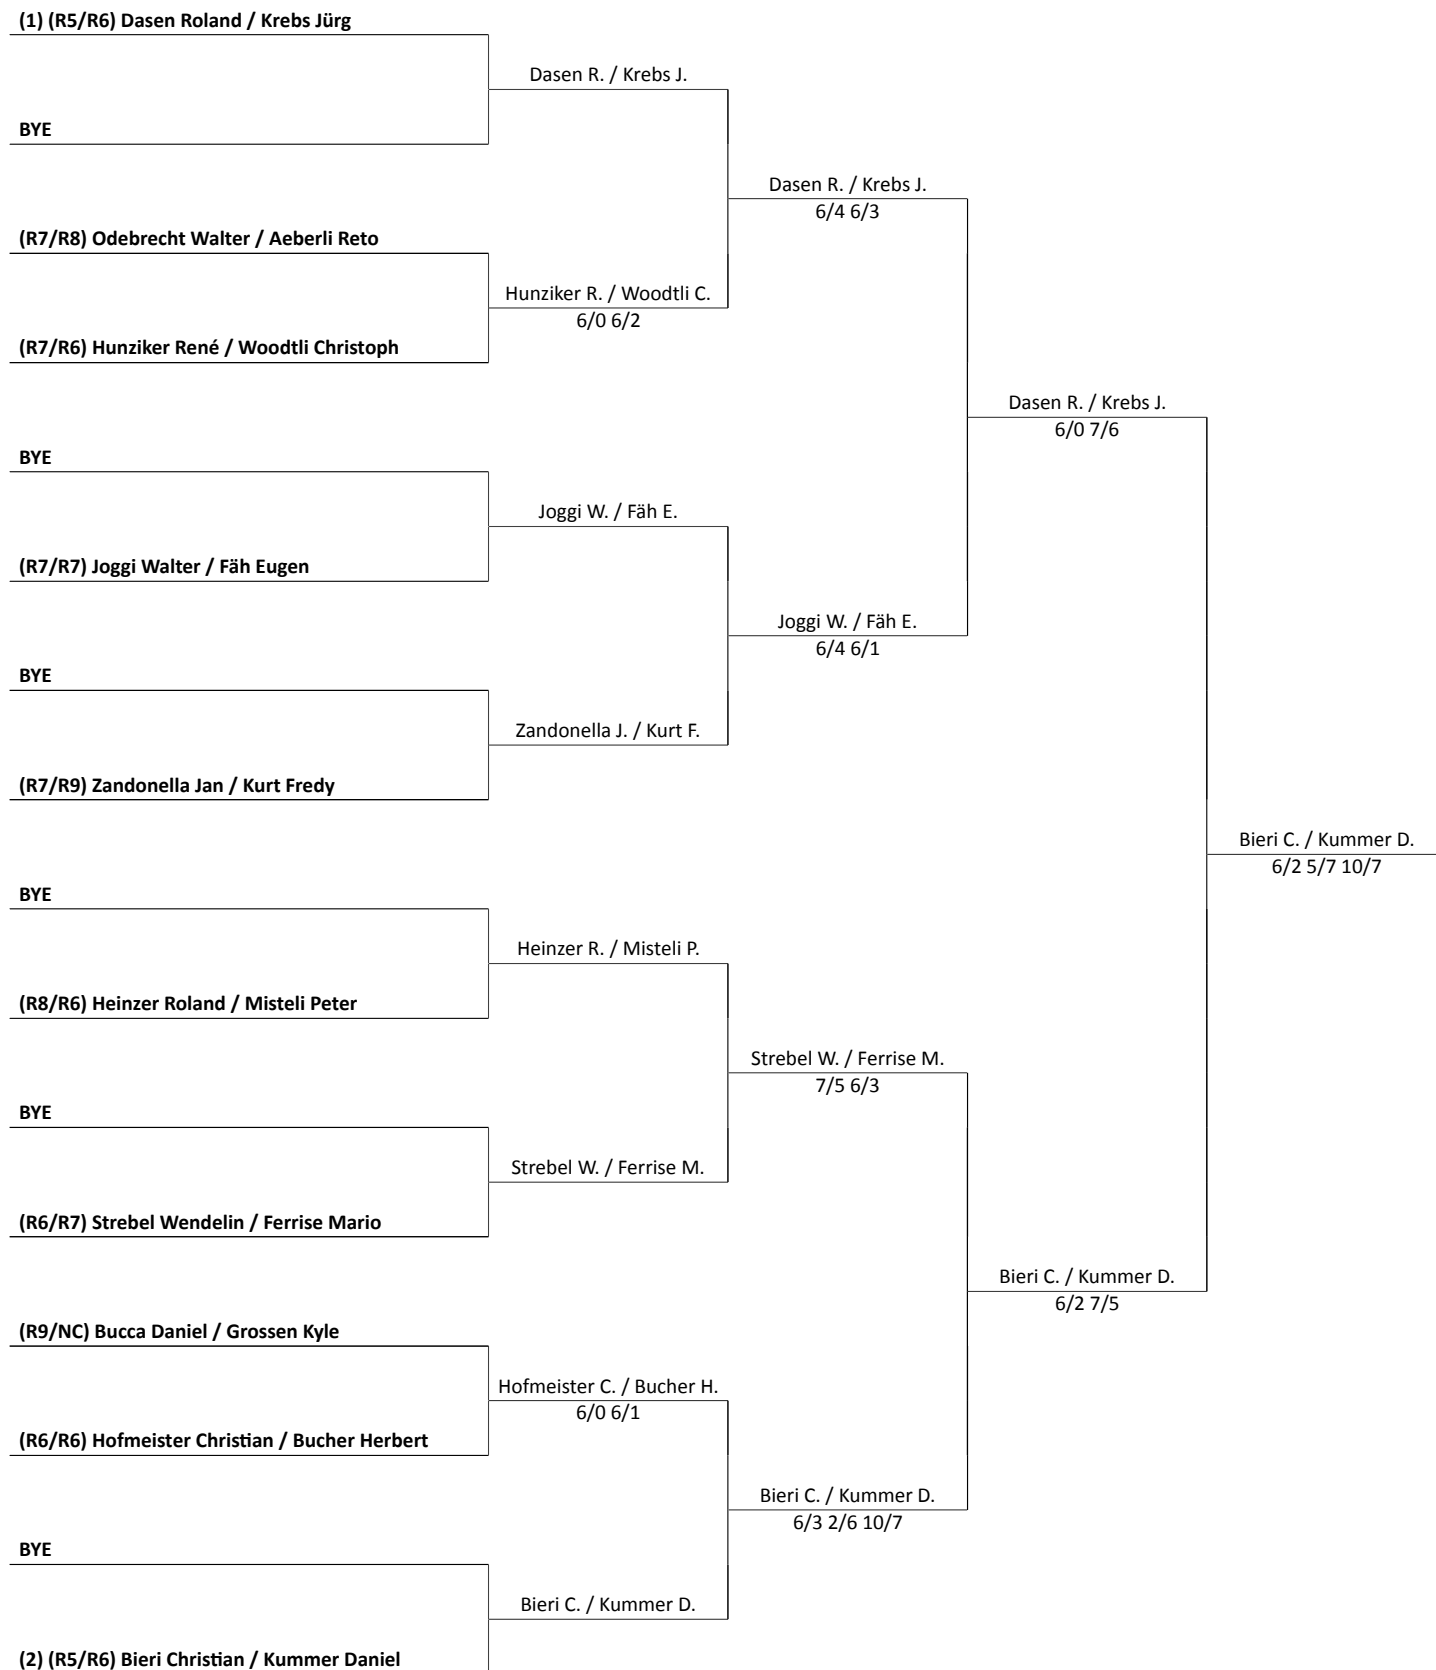 (1) (R5/R6) Dasen Roland / Krebs Jürg
Dasen R. / Krebs J.
BYE
Dasen R. / Krebs J.
6/4 6/3
(R7/R8) Odebrecht Walter / Aeberli Reto
Hunziker R. / Woodtli C.
6/0 6/2
(R7/R6) Hunziker René / Woodtli Christoph
Dasen R. / Krebs J.
6/0 7/6
BYE
Joggi W. / Fäh E.
(R7/R7) Joggi Walter / Fäh Eugen
Joggi W. / Fäh E.
6/4 6/1
BYE
Zandonella J. / Kurt F.
(R7/R9) Zandonella Jan / Kurt Fredy
Bieri C. / Kummer D.
6/2 5/7 10/7
BYE
Heinzer R. / Misteli P.
(R8/R6) Heinzer Roland / Misteli Peter
Strebel W. / Ferrise M.
7/5 6/3
BYE
Strebel W. / Ferrise M.
(R6/R7) Strebel Wendelin / Ferrise Mario
Bieri C. / Kummer D.
6/2 7/5
(R9/NC) Bucca Daniel / Grossen Kyle
Hofmeister C. / Bucher H.
6/0 6/1
(R6/R6) Hofmeister Christian / Bucher Herbert
Bieri C. / Kummer D.
6/3 2/6 10/7
BYE
Bieri C. / Kummer D.
(2) (R5/R6) Bieri Christian / Kummer Daniel